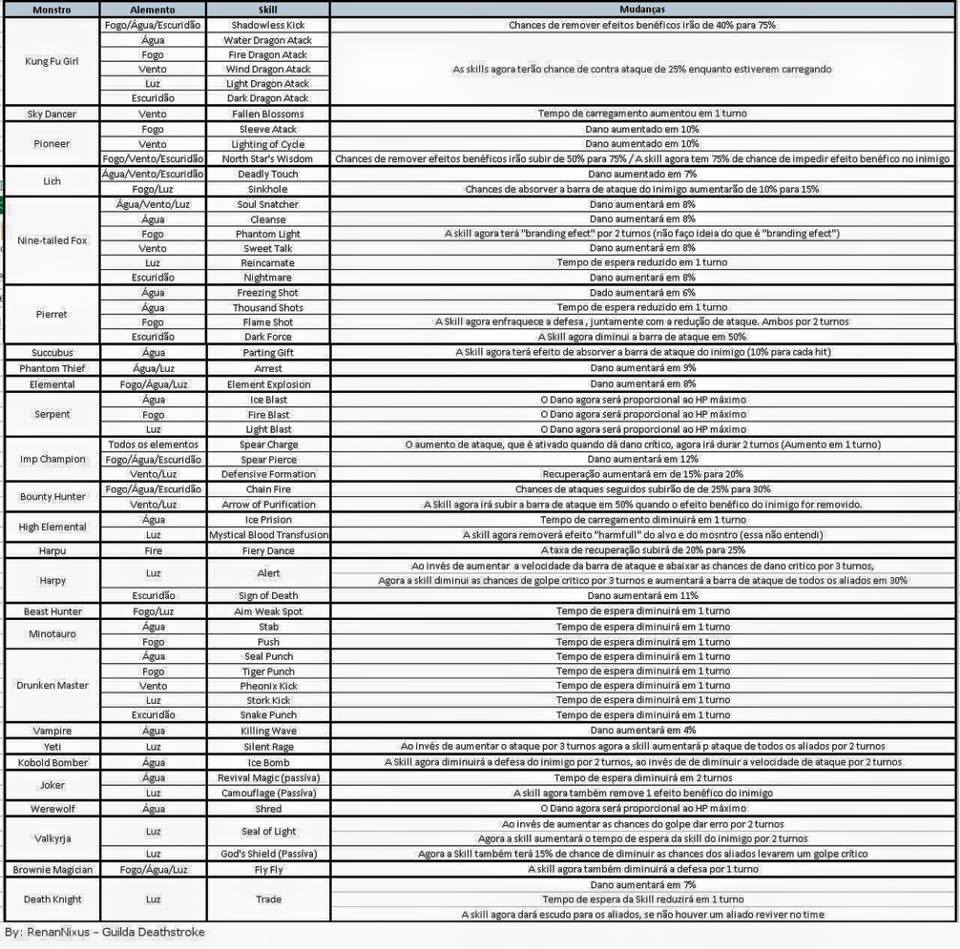 Monstro Alemento Skill Mudanças
Kung Fu Girl Fogo/Água/Escuridão Shadowless Kick Chances de remover efeitos benéficos irão de 40% para 75%
Água Water Dragon Atack As skills agora terão chance de contra ataque de 25% enquanto estiverem carregando
Fogo Fire Dragon Atack
Vento Wind Dragon Atack
Luz Light Dragon Atack
Escuridão Dark Dragon Atack
Sky Dancer Vento Fallen Blossoms Tempo de carregamento aumentou em 1 turno
Pioneer Fogo Sleeve Atack Dano aumentado em 10%
Vento Lighting of Cycle Dano aumentado em 10%
Fogo/Vento/Escuridão North Star's Wisdom Chances de remover efeitos benéficos irão subir de 50% para 75% / A skill agora tem 75% de chance de impedir efeito benéfico no inimigo
Lich Água/Vento/Escuridão Deadly Touch Dano aumentado em 7%
Fogo/Luz Sinkhole Chances de absorver a barra de ataque do inimigo aumentarão de 10% para 15%
Nine-tailed Fox Água/Vento/Luz Soul Snatcher Dano aumentará em 8%
Água Cleanse Dano aumentará em 8%
Fogo Phantom Light A skill agora terá "branding efect" por 2 turnos (não faço ideia do que é "branding efect")
Vento Sweet Talk Dano aumentará em 8%
Luz Reincarnate Tempo de espera reduzido em 1 turno
Escuridão Nightmare Dano aumentará em 8%
Pierret Água Freezing Shot Dado aumentará em 6%
Água Thousand Shots Tempo de espera reduzido em 1 turno
Fogo Flame Shot A Skill agora enfraquece a defesa , juntamente com a redução de ataque. Ambos por 2 turnos
Escuridão Dark Force A Skill agora diminui a barra de ataque em 50%
Succubus Água Parting Gift A Skill agora terá efeito de absorver a barra de ataque do inimigo (10% para cada hit)
Phantom Thief Água/Luz Arrest Dano aumentará em 9%
Elemental Fogo/Água/Luz Element Explosion Dano aumentará em 8%
Serpent Água Ice Blast O Dano agora será proporcional ao HP máximo
Fogo Fire Blast O Dano agora será proporcional ao HP máximo
Luz Light Blast O Dano agora será proporcional ao HP máximo
Imp Champion Todos os elementos Spear Charge O aumento de ataque, que é ativado quando dá dano crítico, agora irá durar 2 turnos (Aumento em 1 turno)
Fogo/Água/Escuridão Spear Pierce Dano aumentará em 12%
Vento/Luz Defensive Formation Recuperação aumentará em de 15% para 20%
Bounty Hunter Fogo/Água/Escuridão Chain Fire Chances de ataques seguidos subirão de de 25% para 30%
Vento/Luz Arrow of Purification A Skill agora irá subir a barra de ataque em 50% quando o efeito benéfico do inimigo for removido.
High Elemental Água Ice Prision Tempo de carregamento diminuirá em 1 turno
Luz Mystical Blood Transfusion A skill agora removerá efeito "harmfull" do alvo e do mosntro (essa não entendi)
Harpu Fire Fiery Dance A taxa de recuperação subirá de 20% para 25%
Harpy Luz Alert Ao invés de aumentar a velocidade da barra de ataque e abaixar as chances de dano critico por 3 turnos,
Agora a skill diminui as chances de golpe critico por 3 turnos e aumentará a barra de ataque de todos os aliados em 30%
Escuridão Sign of Death Dano aumentará em 11%
Beast Hunter Fogo/Luz Aim Weak Spot Tempo de espera diminuirá em 1 turno
Minotauro Água Stab Tempo de espera diminuirá em 1 turno
Fogo Push Tempo de espera diminuirá em 1 turno
Drunken Master Água Seal Punch Tempo de espera diminuirá em 1 turno
Fogo Tiger Punch Tempo de espera diminuirá em 1 turno
Vento Pheonix Kick Tempo de espera diminuirá em 1 turno
Luz Stork Kick Tempo de espera diminuirá em 1 turno
Excuridão Snake Punch Tempo de espera diminuirá em 1 turno
Vampire Água Killing Wave Dano aumentará em 4%
Yeti Luz Silent Rage Ao invés de aumentar o ataque por 3 turnos agora a skill aumentará p ataque de todos os aliados por 2 turnos
Kobold Bomber Água Ice Bomb A Skill agora diminuirá a defesa do inimigo por 2 turnos, ao invés de de diminuir a velocidade de ataque por 2 turnos
Joker Água Revival Magic (passíva) Tempo de espera diminuirá em 2 turnos
Luz Camouflage (Passíva) A skill agora também remove 1 efeito benéfico do inimigo
Werewolf Água Shred O Dano agora será proporcional ao HP máximo
Valkyrja Luz Seal of Light Ao invés de aumentar as chances do golpe dar erro por 2 turnos
Agora a skill aumentará o tempo de espera da skill do inimigo por 2 turnos
Luz God's Shield (Passíva) Agora a Skill também terá 15% de chance de diminuir as chances dos aliados levarem um golpe crítico
Brownie Magician Fogo/Água/Luz Fly Fly A skill agora também diminuirá a defesa por 1 turno
Death Knight Luz Trade Dano aumentará em 7%
Tempo de espera da Skill reduzirá em 1 turno
A skill agora dará escudo para os aliados, se não houver um aliado reviver no time
By: RenanNixus - Guilda Deathstroke